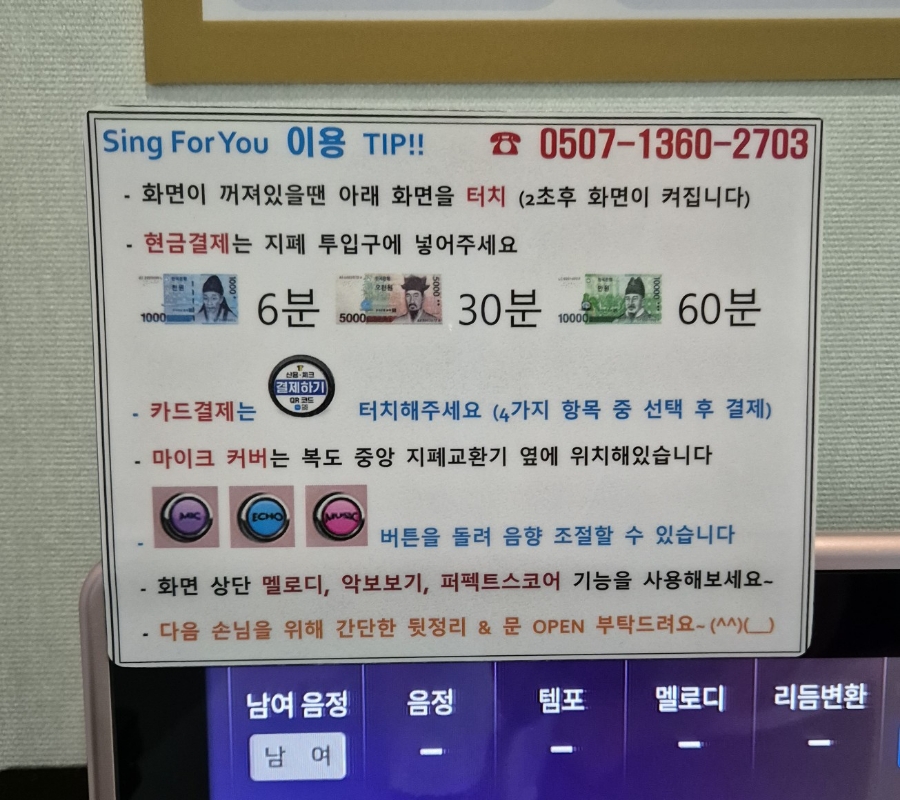 Sing For You 이용 TIP!! ☎ 0507-1360-2703
- 화면이 꺼져있을땐 아래 화면을 터치 (2초후 화면이 켜집니다)
- 현금결제는 지폐 투입구에 넣어주세요
1000 6분 5000 30분 10000 60분
신용·체크
결제하기
QR 코드
- 카드결제는 터치해주세요 (4가지 항목 중 선택 후 결제)
- 마이크 커버는 복도 중앙 지폐교환기 옆에 위치해있습니다
MIC ECHO MUSIC
- 버튼을 돌려 음향 조절할 수 있습니다
- 화면 상단 멜로디, 악보보기, 퍼펙트스코어 기능을 사용해보세요~
- 다음 손님을 위해 간단한 뒷정리 & 문 OPEN 부탁드려요~(^^)(__)
남여 음정 음정 템포 멜로디 리듬변환
남 여 - - - -